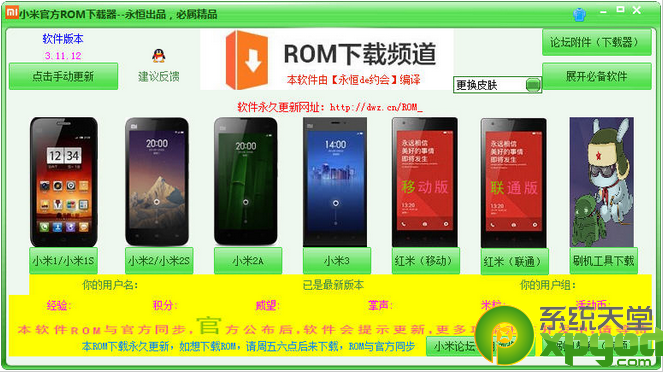 小米官方ROM下载器--永恒出品，必属精品
软件版本
3.11.12
点击手动更新
建议反馈
ROM下载频道
本软件由【永恒de约会】编译
更换皮肤
论坛附件（下载器）
展开必备软件
软件永久更新网址：http://dwz.cn/ROM_
12 34
20:00
20:00
14:00
永远相信
美好的事情
即将发生
移动版
13:20
永远相信
美好的事情
即将发生
联通版
13:20
小米1/小米1S
小米2/小米2S
小米2A
小米3
红米（移动）
红米（联通）
刷机工具下载
你的用户名:
已是最新版本
你的用户组:
经验:
积分:
威望:
掌声:
米粒:
活动币:
本软件ROM与官方同步,官方公布后,软件会提示更新,更多
本ROM下载永久更新，如想下载ROM，请周五六点后来下载，ROM与官方同步
小米论坛
系统天堂
xpgod